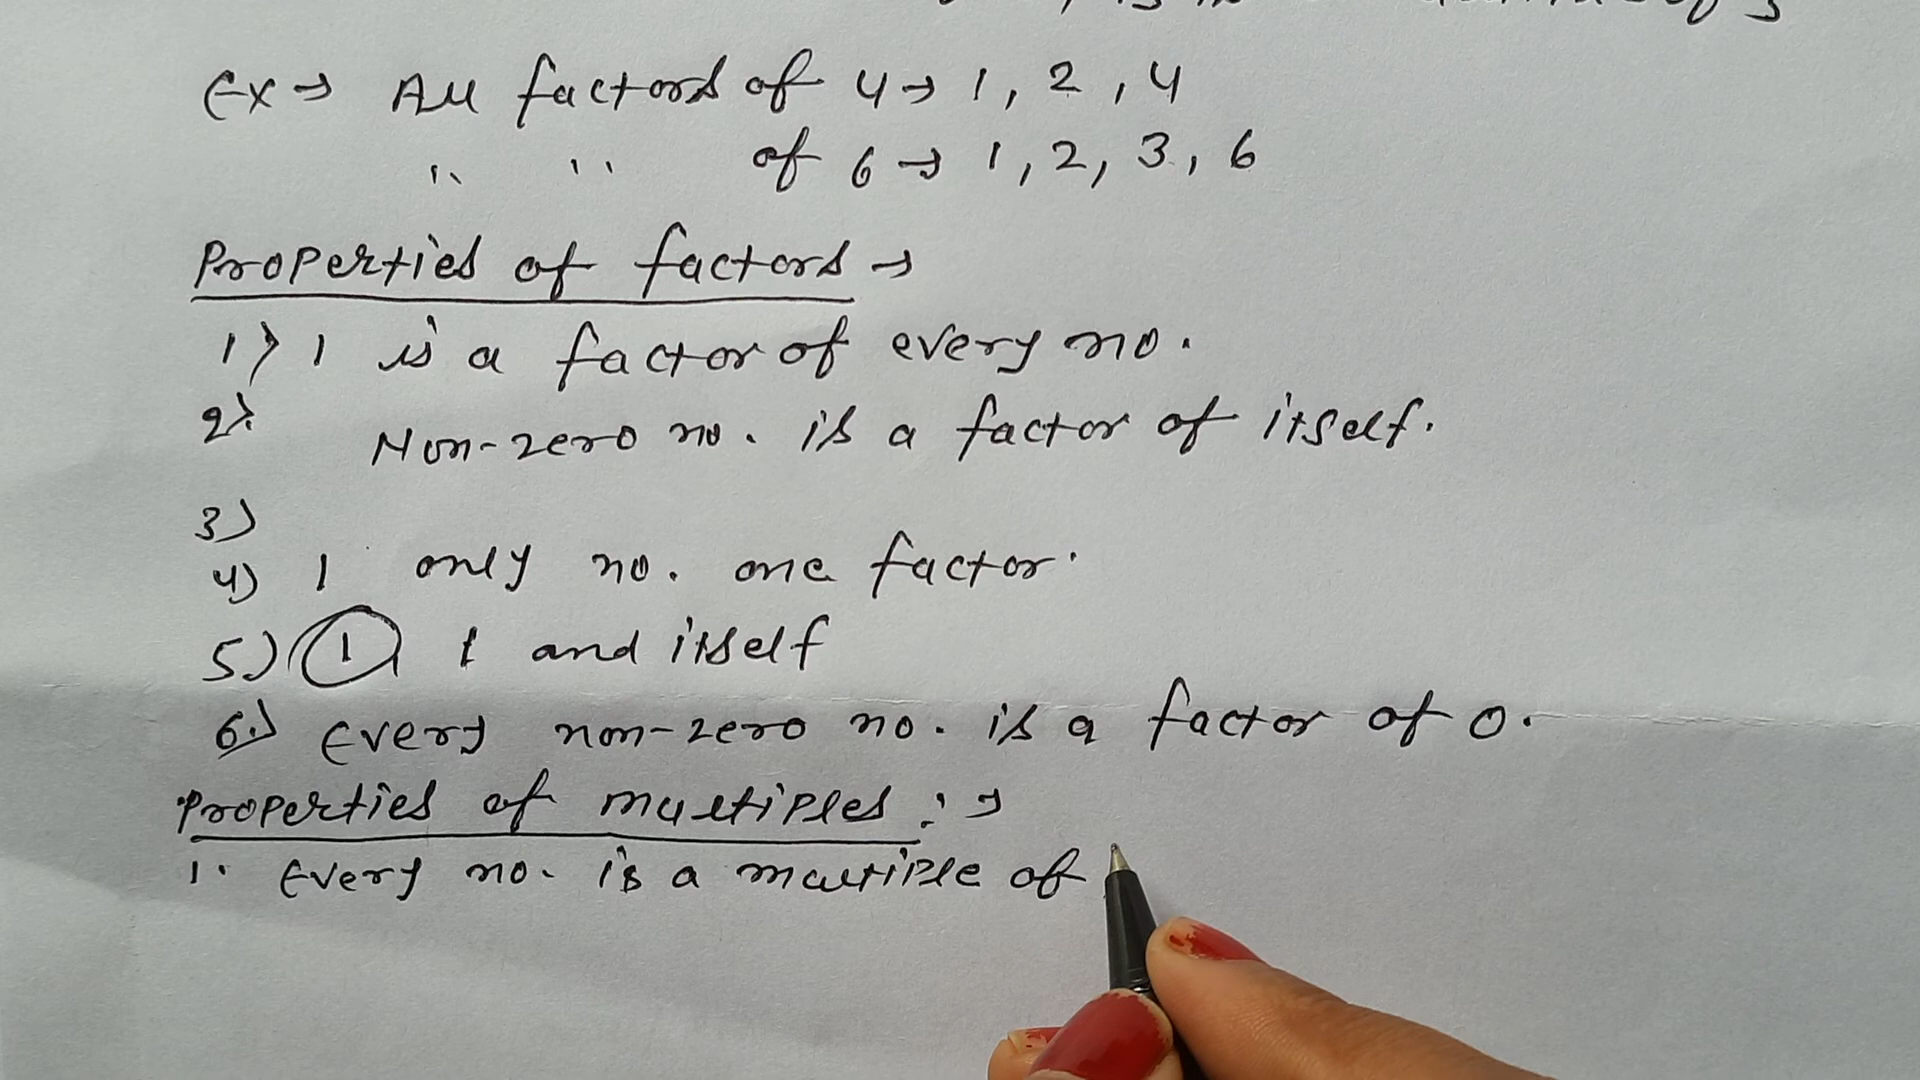 Ex → All factors of 4 → 1, 2, 4
" " of 6 → 1, 2, 3, 6
Properties of factors →
1) 1 is a factor of every no.
2) Non-zero no. is a factor of itself.
3)
4) 1 only no. one factor.
5.) 1 1 and itself
6.) Every non-zero no. is a factor of 0.
Properties of multiples : →
1. Every no. is a multiple of